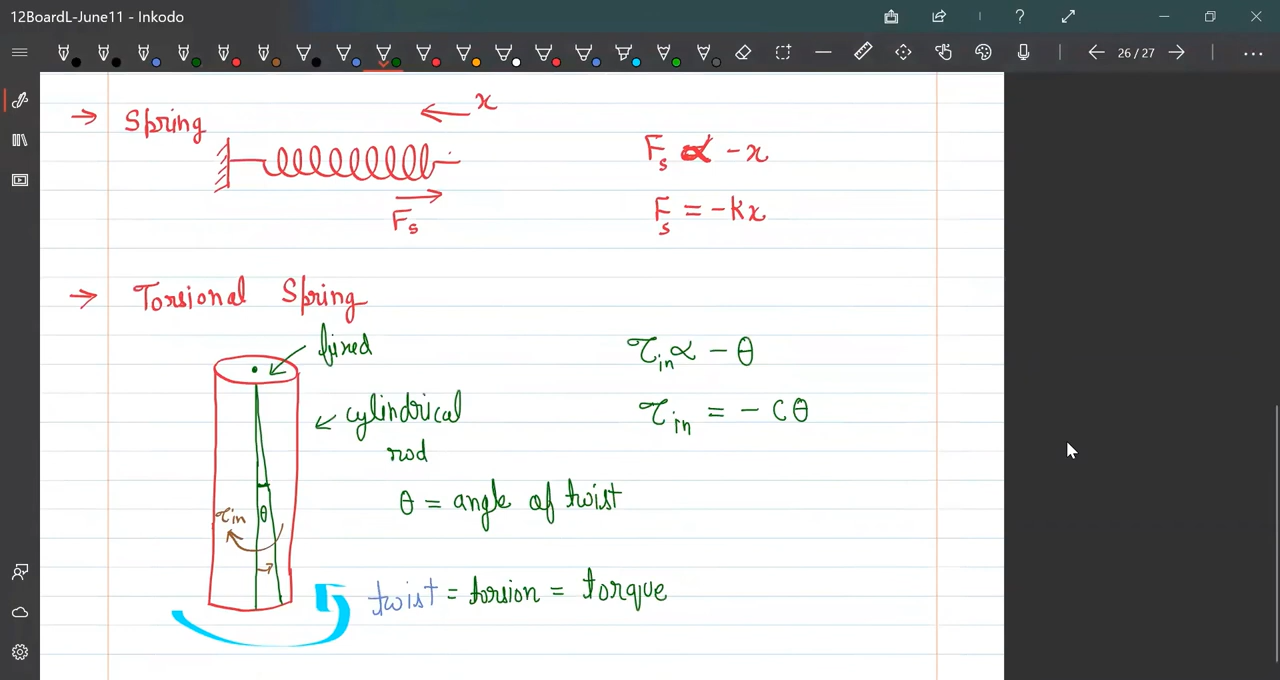 12BoardL-June11 - Inkodo
26 / 27
→ Spring
← x
F_s
F_s ∝ -x
F_s = -kx
→ Torsional Spring
fixed
cylindrical
rod
θ = angle of twist
τ_in
θ
τ_in ∝ - θ
τ_in = - Cθ
twist = torsion = torque